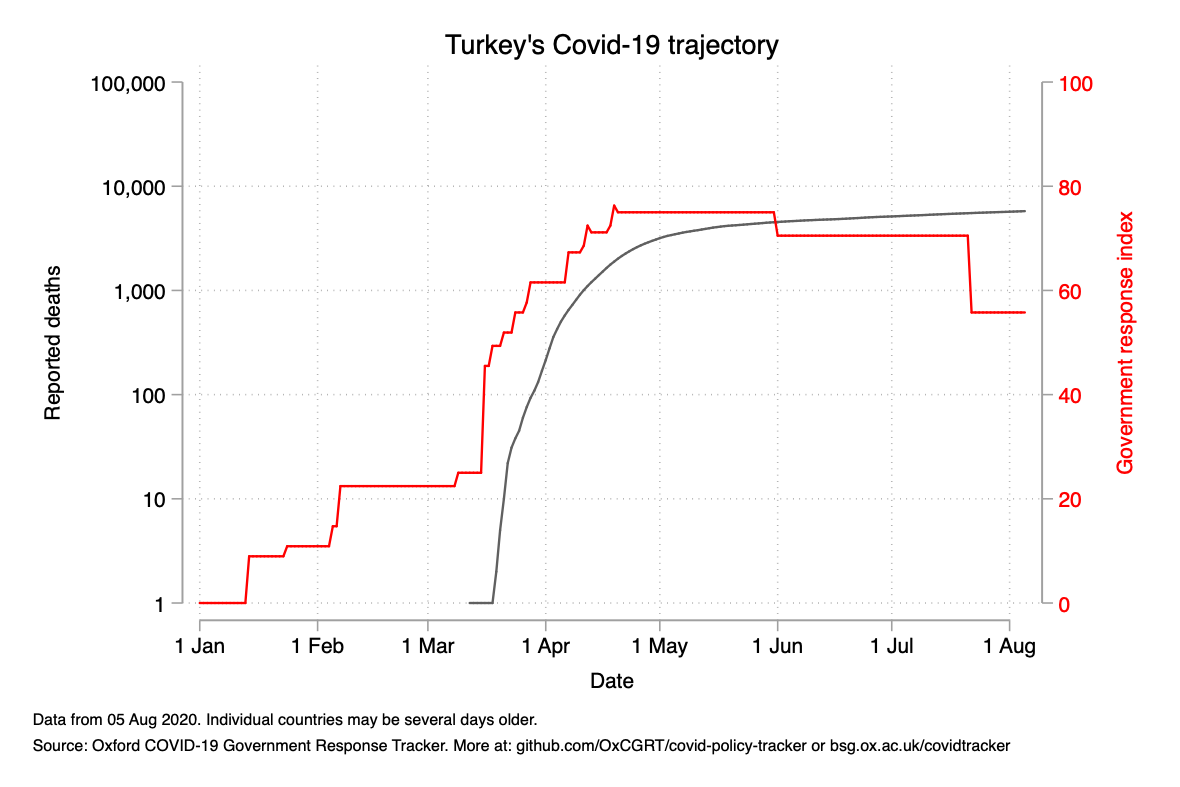 Turkey's Covid-19 trajectory
100,000
10,000
1,000
100
10
1
Reported deaths
100
80
60
40
20
0
Government response index
1 Jan 1 Feb 1 Mar 1 Apr 1 May 1 Jun 1 Jul 1 Aug
Date
Data from 05 Aug 2020. Individual countries may be several days older.
Source: Oxford COVID-19 Government Response Tracker. More at: github.com/OxCGRT/covid-policy-tracker or bsg.ox.ac.uk/covidtracker